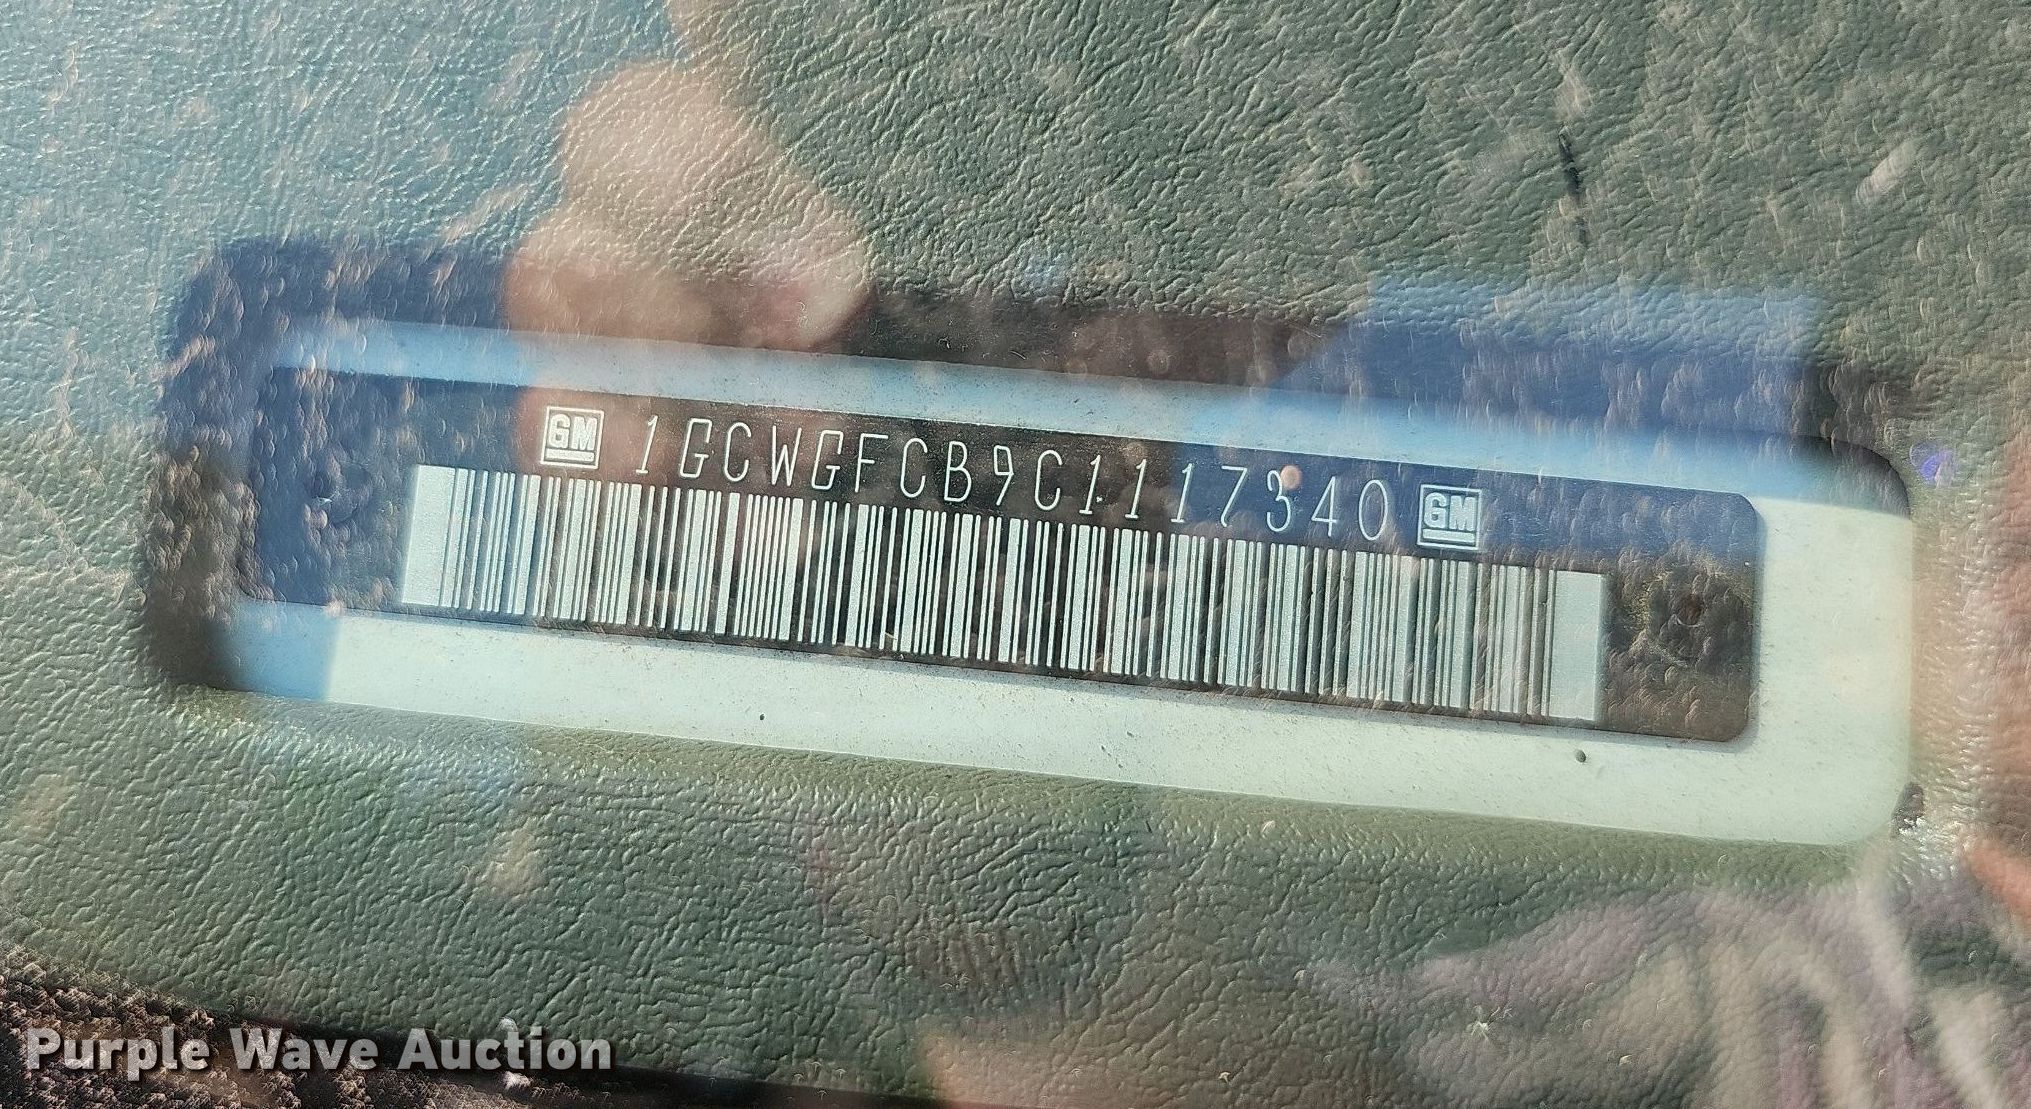 GM 1GCWGFCB9C1117340 GM
Purple Wave Auction